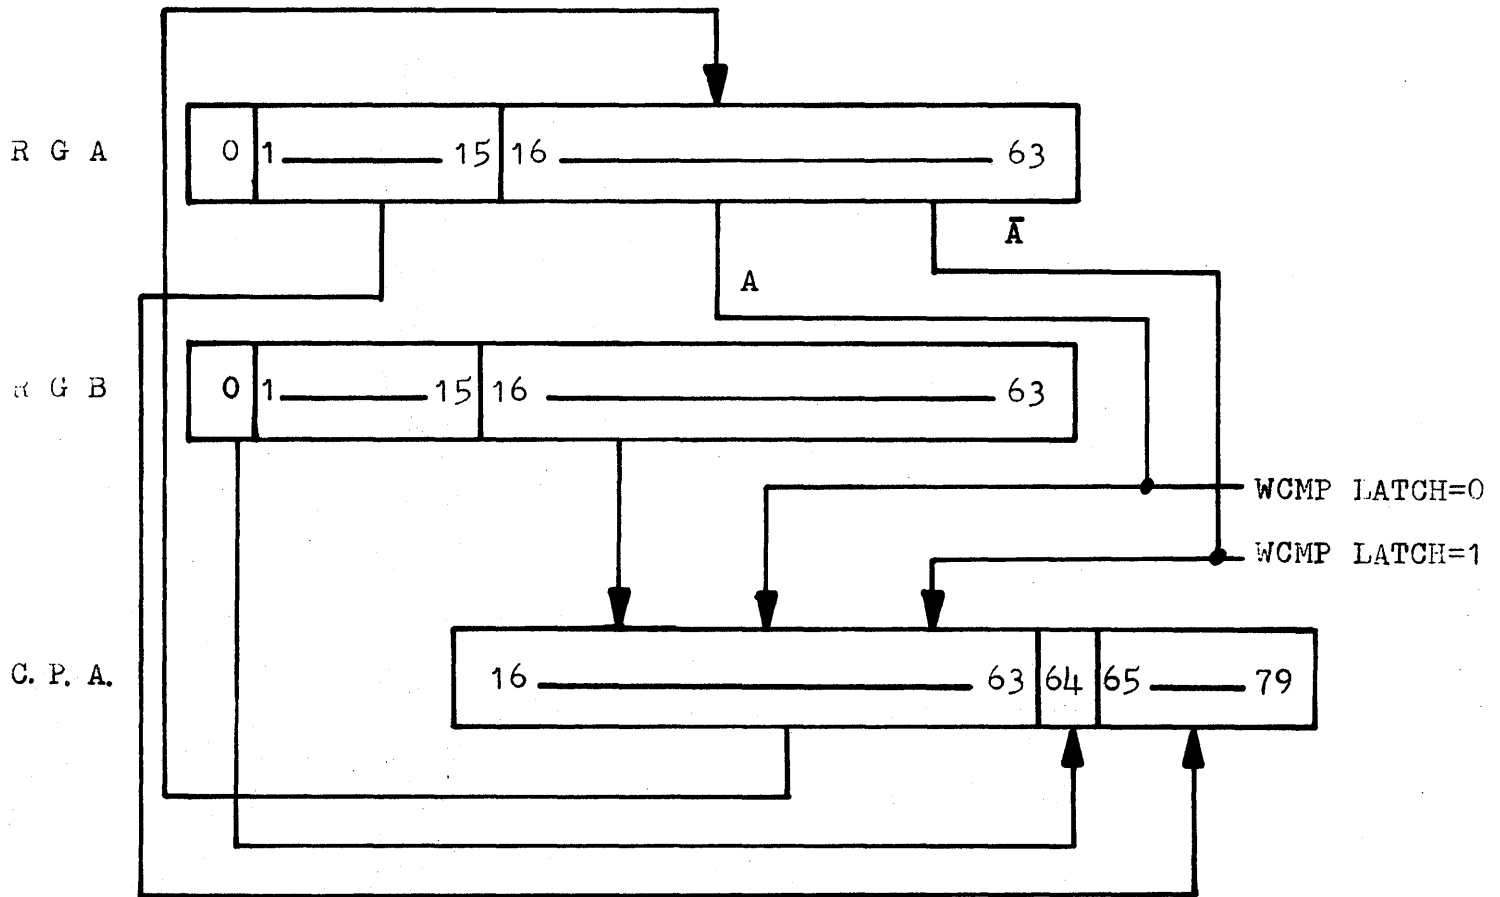 R G A
0 1 15 16 63
Ā
A
R G B
0 1 15 16 63
WCMP LATCH=0
WCMP LATCH=1
C. P. A.
16 63 64 65 79